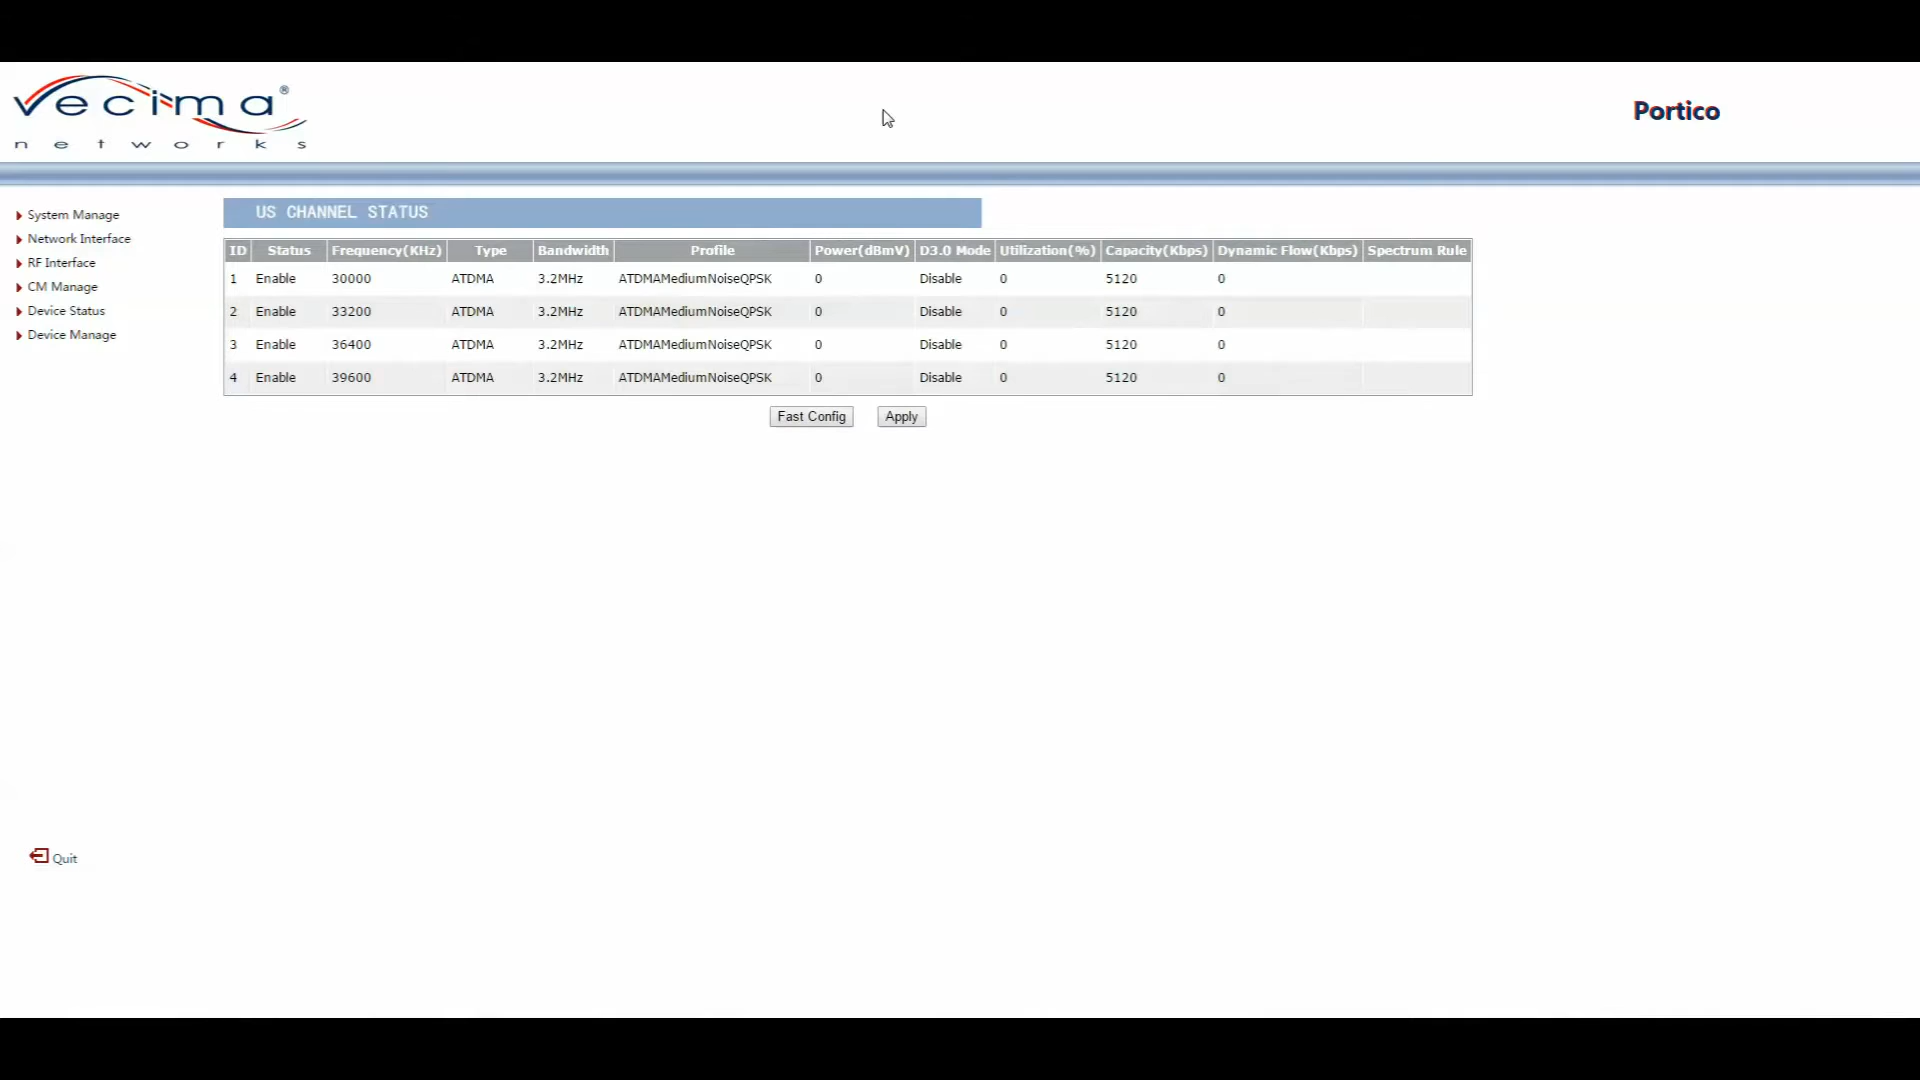 vecima®
networks
Portico
System Manage
Network Interface
RF Interface
CM Manage
Device Status
Device Manage
US CHANNEL STATUS
ID Status Frequency(KHz) Type Bandwidth Profile Power(dBmV) D3.0 Mode Utilization(%) Capacity(Kbps) Dynamic Flow(Kbps) Spectrum Rule
1 Enable 30000 ATDMA 3.2MHz ATDMAMediumNoiseQPSK 0 Disable 0 5120 0
2 Enable 33200 ATDMA 3.2MHz ATDMAMediumNoiseQPSK 0 Disable 0 5120 0
3 Enable 36400 ATDMA 3.2MHz ATDMAMediumNoiseQPSK 0 Disable 0 5120 0
4 Enable 39600 ATDMA 3.2MHz ATDMAMediumNoiseQPSK 0 Disable 0 5120 0
Fast Config Apply
Quit